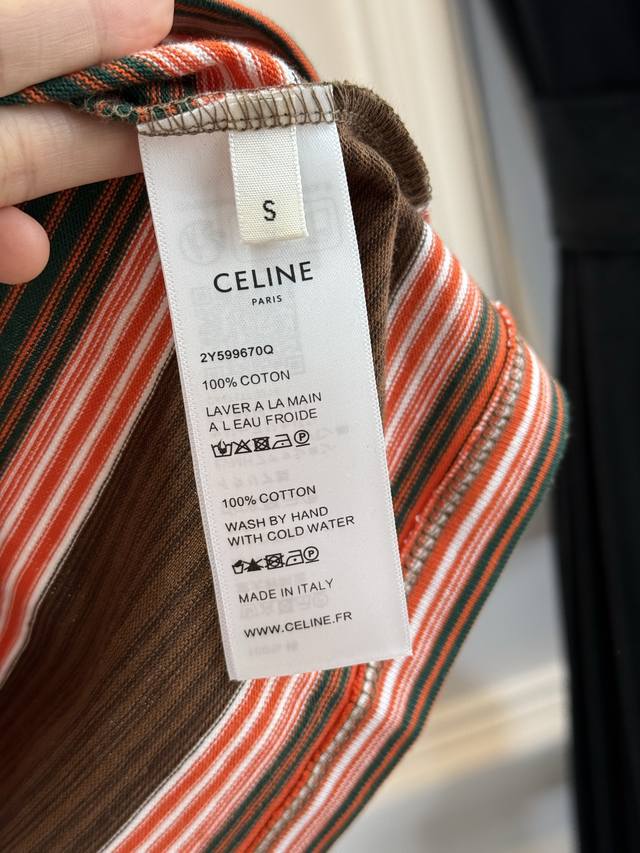 S
CELINE
PARIS
2Y599670Q
100% COTON
LAVER A LA MAIN
A L EAU FROIDE
100% COTTON
WASH BY HAND
WITH COLD WATER
MADE IN ITALY
WWW.CELINE.FR